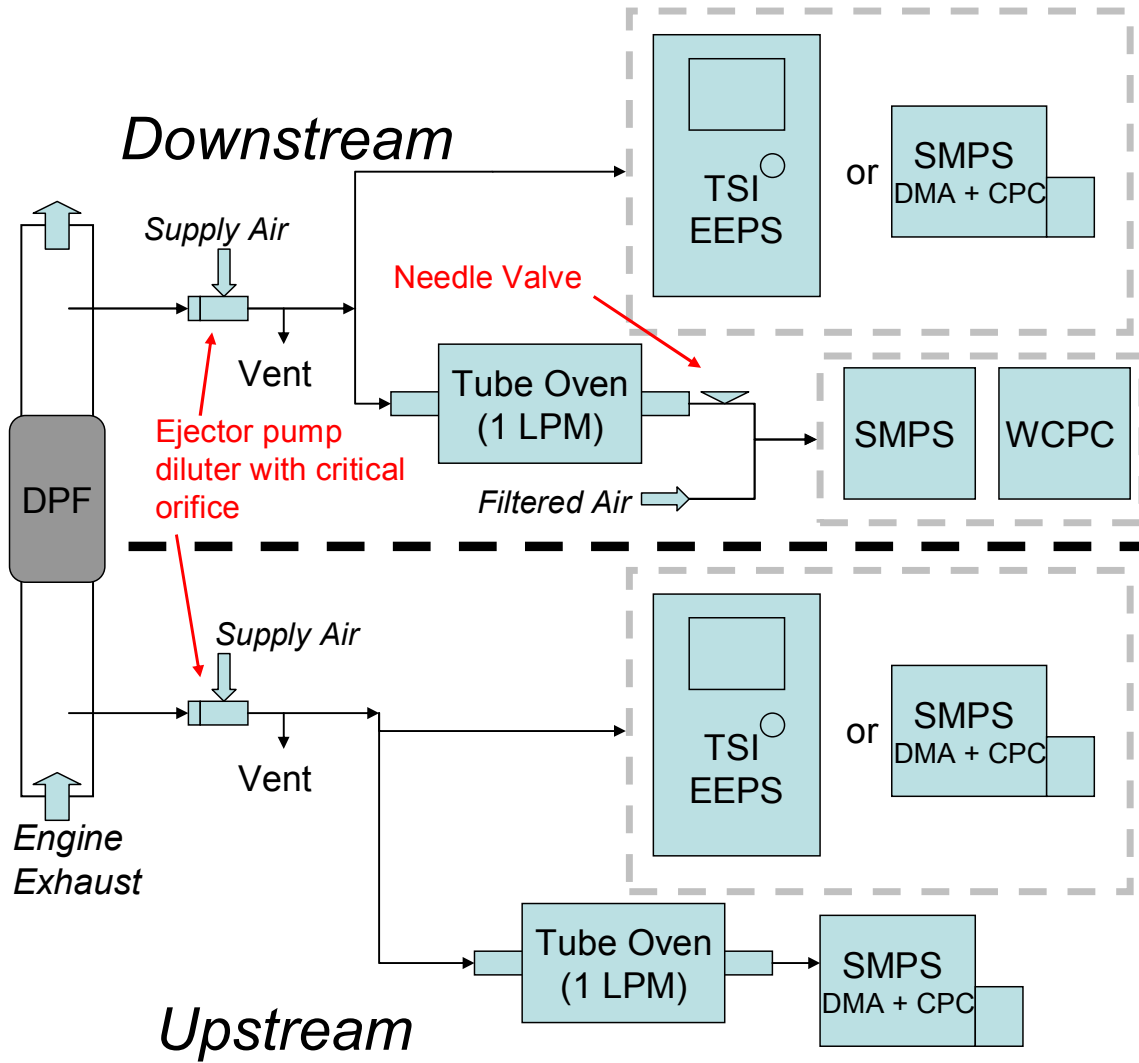 Downstream
Supply Air
Vent
Needle Valve
TSI
EEPS
or
SMPS
DMA + CPC
Tube Oven
(1 LPM)
Filtered Air
SMPS
WCPC
Ejector pump
diluter with critical
orifice
DPF
Supply Air
Vent
TSI
EEPS
or
SMPS
DMA + CPC
Engine
Exhaust
Tube Oven
(1 LPM)
SMPS
DMA + CPC
Upstream